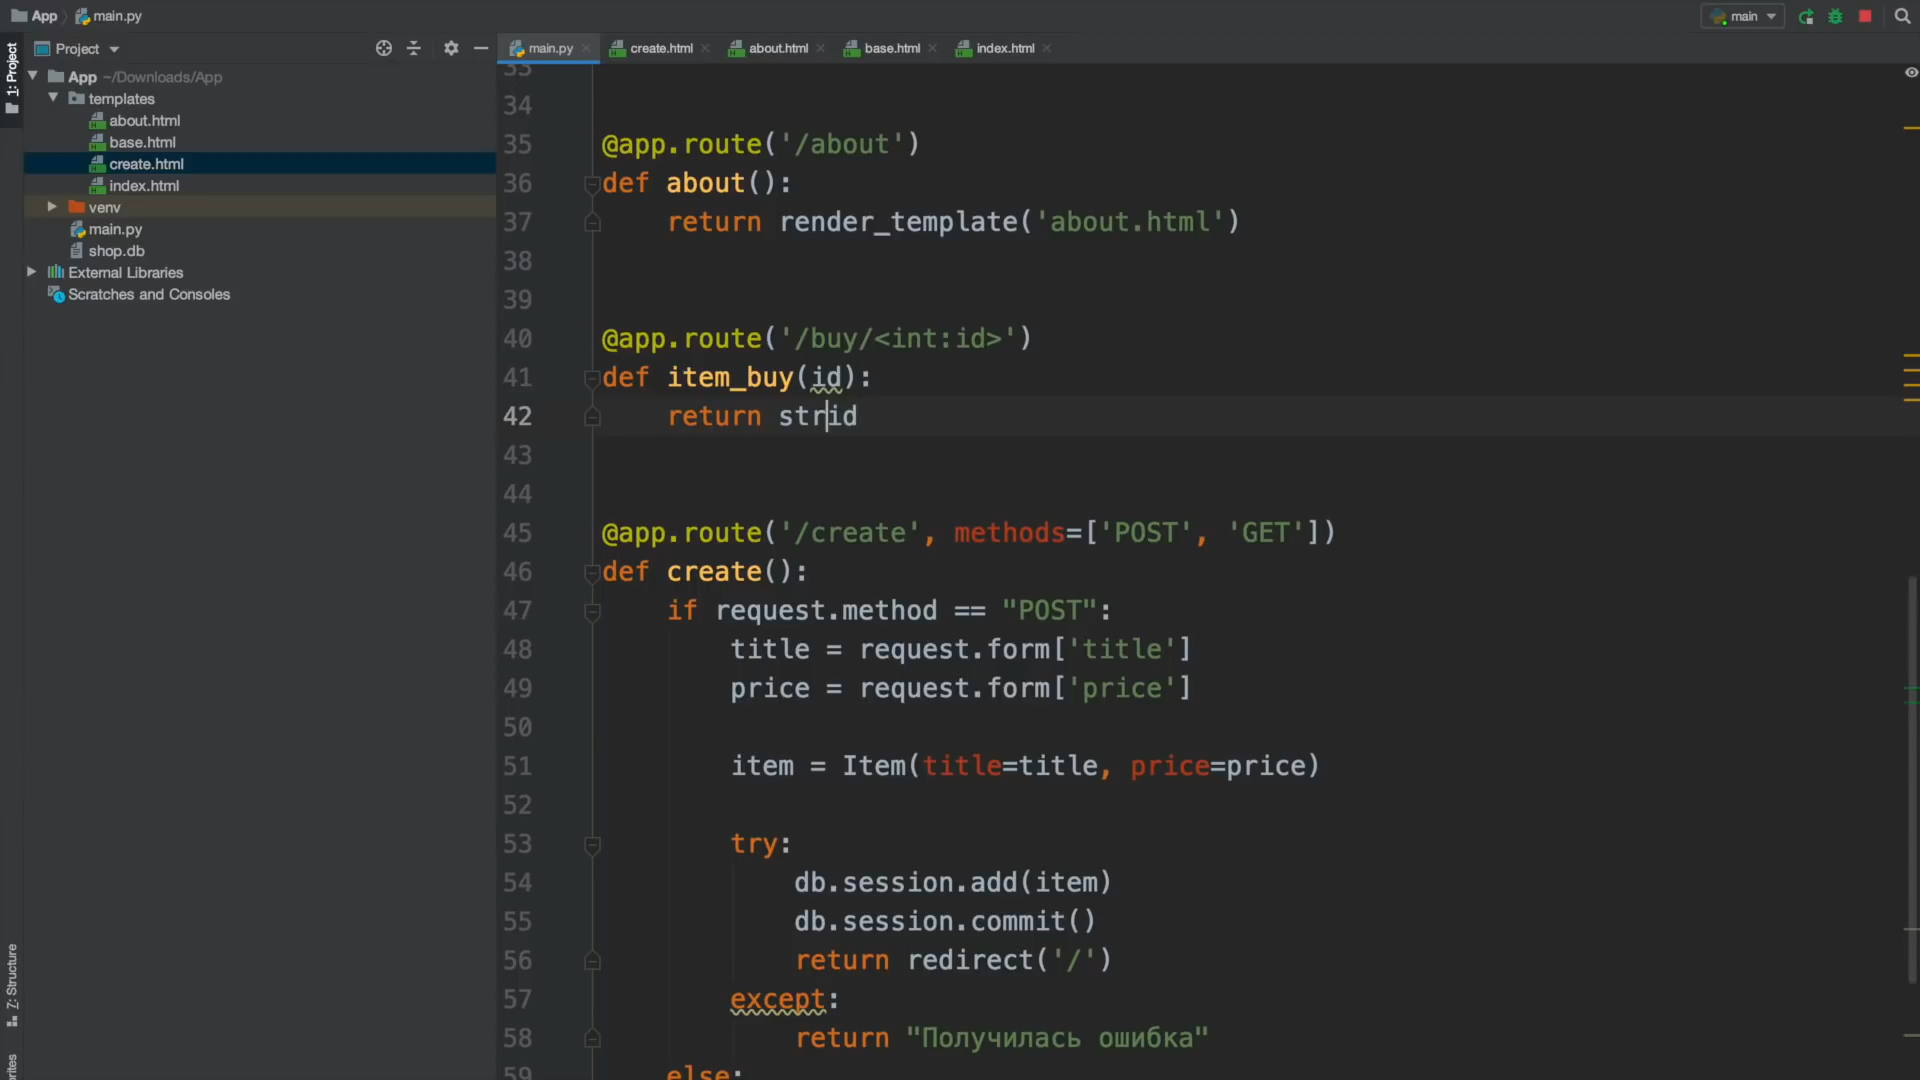 App main.py
main
1: Project
Project
main.py create.html about.html base.html index.html
App ~/Downloads/App
templates
about.html
base.html
create.html
index.html
venv
main.py
shop.db
External Libraries
Scratches and Consoles
33
34
35 @app.route('/about')
36 def about():
37 return render_template('about.html')
38
39
40 @app.route('/buy/<int:id>')
41 def item_buy(id):
42 return strid
43
44
45 @app.route('/create', methods=['POST', 'GET'])
46 def create():
47 if request.method == "POST":
48 title = request.form['title']
49 price = request.form['price']
50
51 item = Item(title=title, price=price)
52
53 try:
54 db.session.add(item)
55 db.session.commit()
56 return redirect('/')
57 except:
58 return "Получилась ошибка"
59 else:
Z: Structure